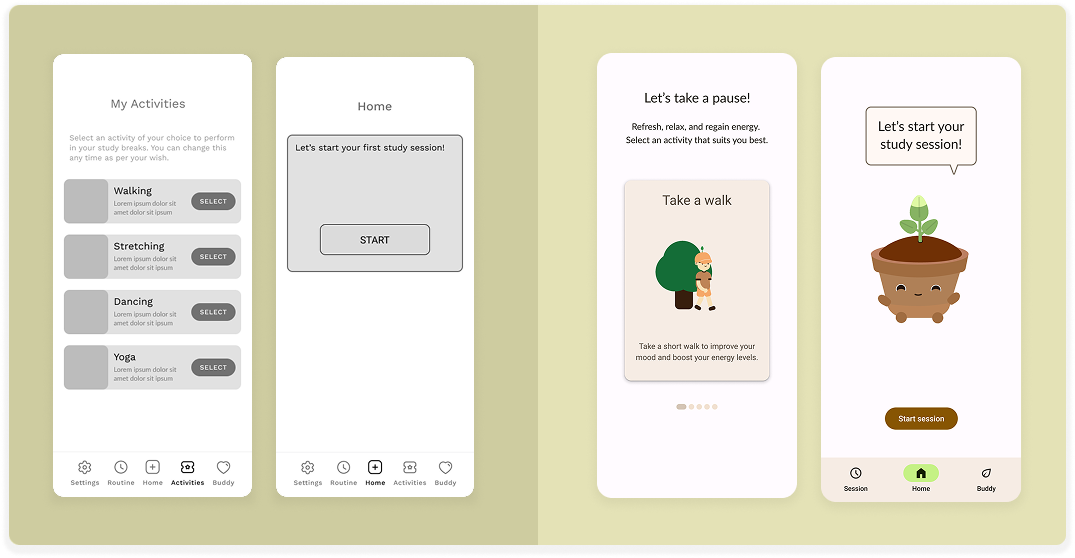 My Activities
Select an activity of your choice to perform
in your study breaks. You can change this
any time as per your wish.
Walking
Lorem ipsum dolor sit
amet dolor sit ipsum
SELECT
Stretching
Lorem ipsum dolor sit
amet dolor sit ipsum
SELECT
Dancing
Lorem ipsum dolor sit
amet dolor sit ipsum
SELECT
Yoga
Lorem ipsum dolor sit
amet dolor sit ipsum
SELECT
Settings Routine Home Activities Buddy
Home
Let's start your first study session!
START
Settings Routine Home Activities Buddy
Let's take a pause!
Refresh, relax, and regain energy.
Select an activity that suits you best.
Take a walk
Take a short walk to improve your
mood and boost your energy levels.
Let's start your
study session!
Start session
Session Home Buddy